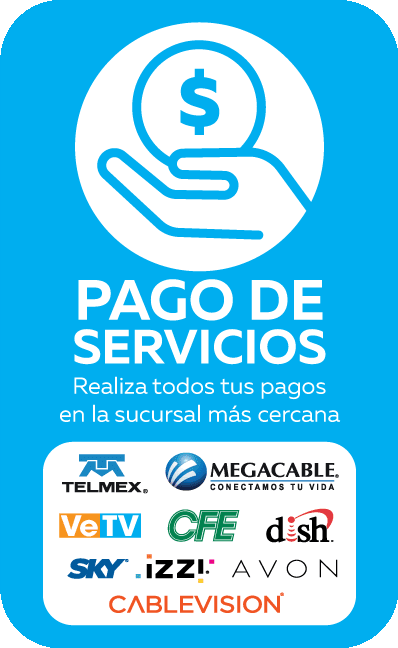 $
PAGO DE
SERVICIOS
Realiza todos tus pagos
en la sucursal más cercana
TELMEX® MEGACABLE®
CONECTAMOS TU VIDA
VeTV CFE dish
SKY® izzi AVON
CABLEVISION®